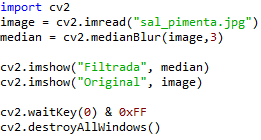 import cv2
image = cv2.imread("sal_pimenta.jpg")
median = cv2.medianBlur(image,3)
cv2.imshow("Filtrada", median)
cv2.imshow("Original", image)
cv2.waitKey(0) & 0xFF
cv2.destroyAllWindows()